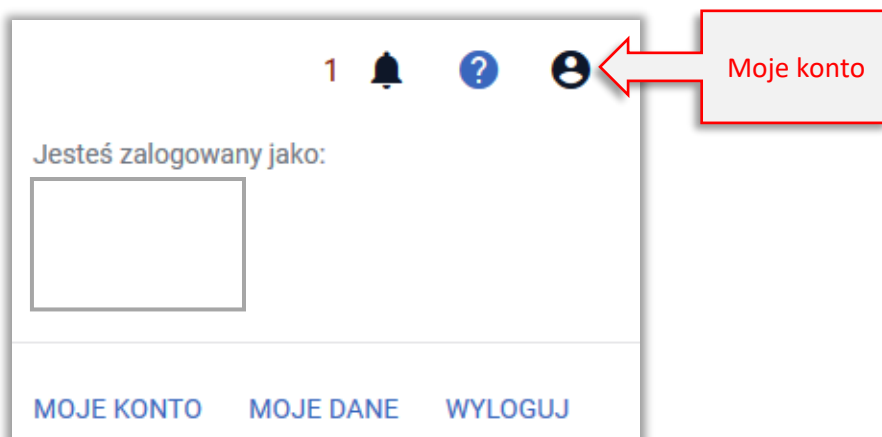 1 ?
Moje konto
Jesteś zalogowany jako:
MOJE KONTO MOJE DANE WYLOGUJ